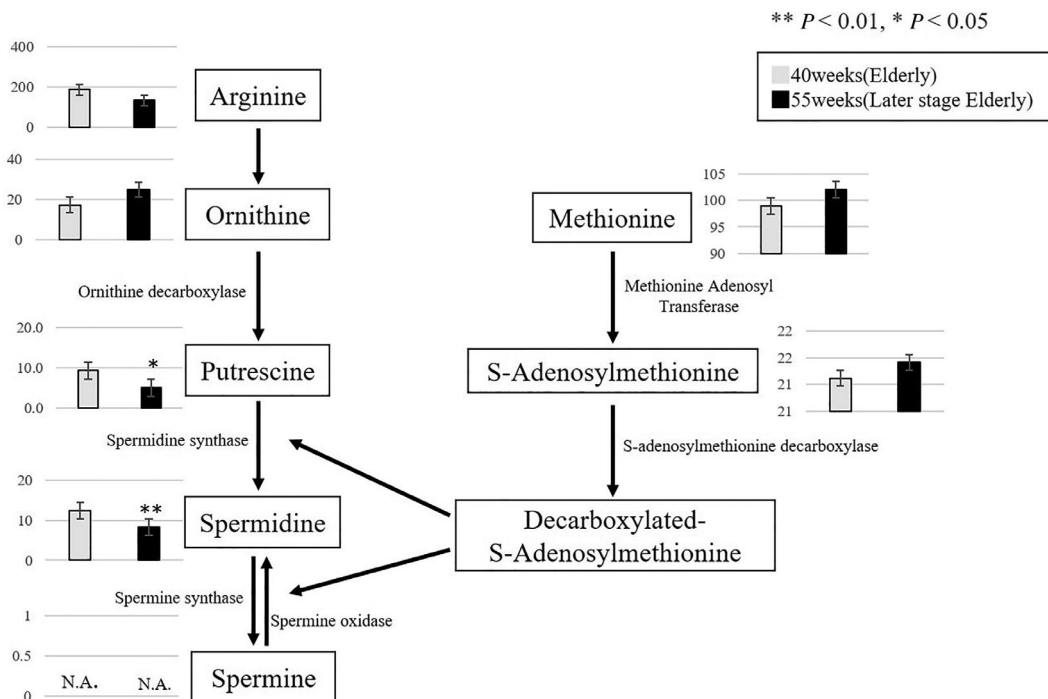 ** P < 0.01, * P < 0.05
40weeks(Elderly)
55weeks(Later stage Elderly)
400
200
0
Arginine
40
20
0
Ornithine
105
100
95
90
Methionine
Ornithine decarboxylase
Methionine Adenosyl
Transferase
20.0
10.0
0.0
*
Putrescine
S-Adenosylmethionine
22
22
21
21
Spermidine synthase
S-adenosylmethionine decarboxylase
20
10
0
**
Spermidine
Decarboxylated-
S-Adenosylmethionine
Spermine synthase
Spermine oxidase
1
0.5
0
N.A.
N.A.
Spermine